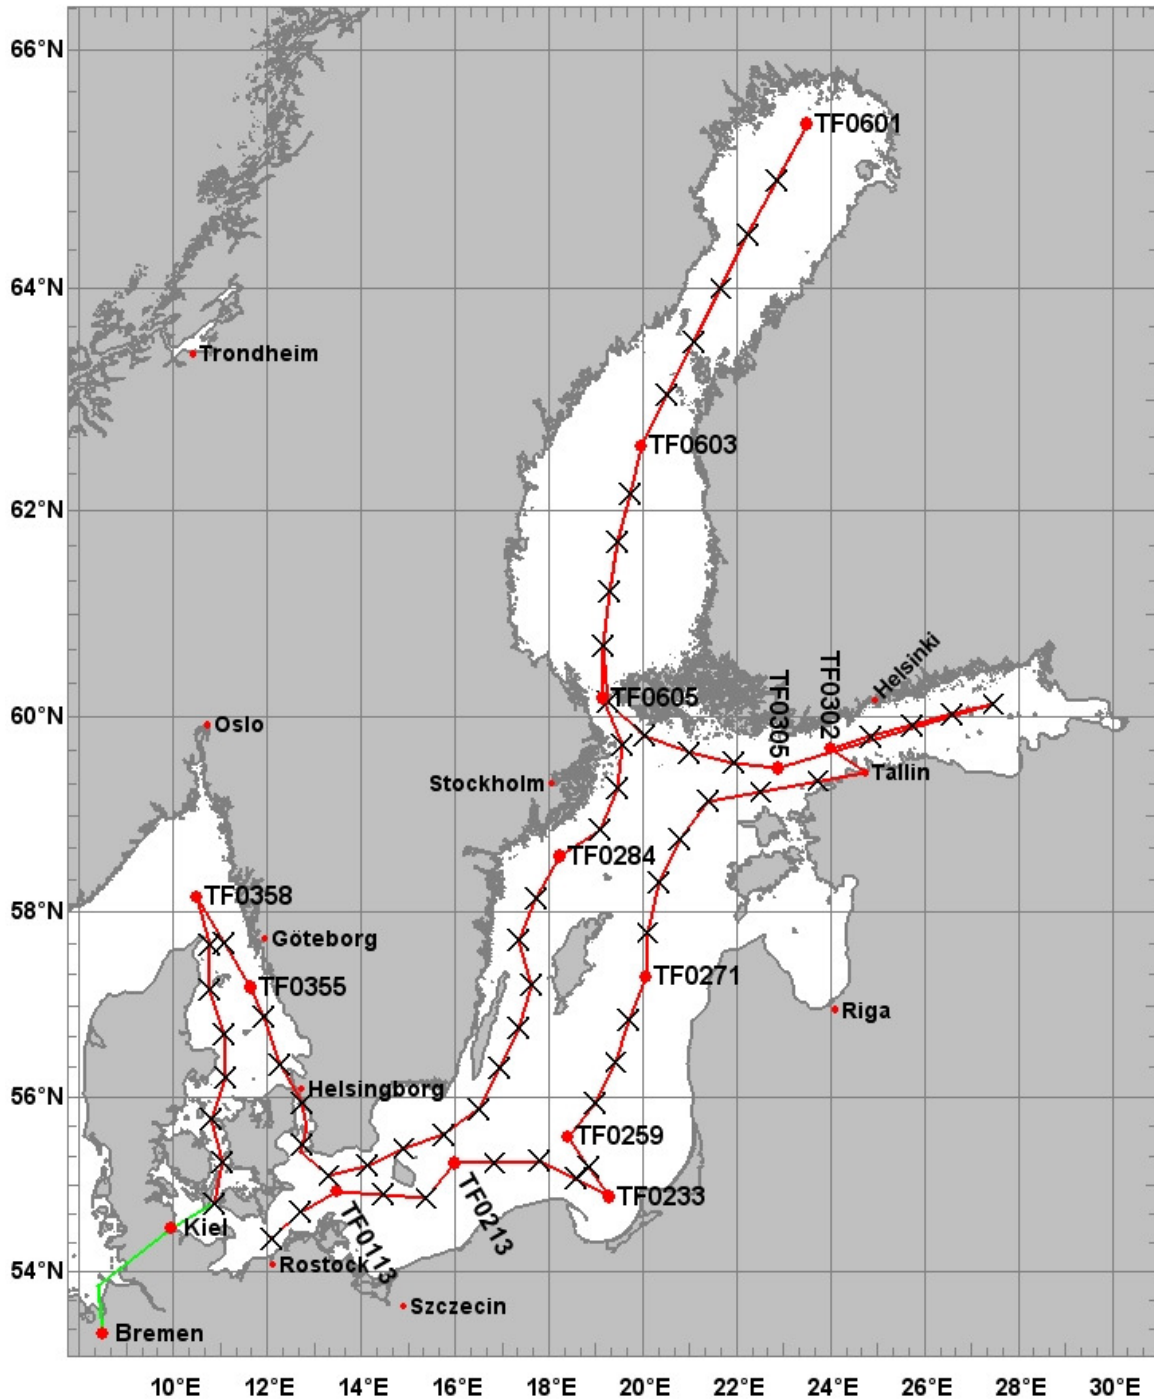 66°N
TF0601
64°N
Trondheim
TF0603
62°N
Helsinki
TF0605
TF0305
TF0302
60°N
Oslo
Tallin
Stockholm
TF0284
58°N
TF0358
Göteborg
TF0355
TF0271
Riga
56°N
Helsingborg
TF0259
TF0233
TF0213
TF0113
Kiel
Rostock
54°N
Szczecin
Bremen
10°E 12°E 14°E 16°E 18°E 20°E 22°E 24°E 26°E 28°E 30°E